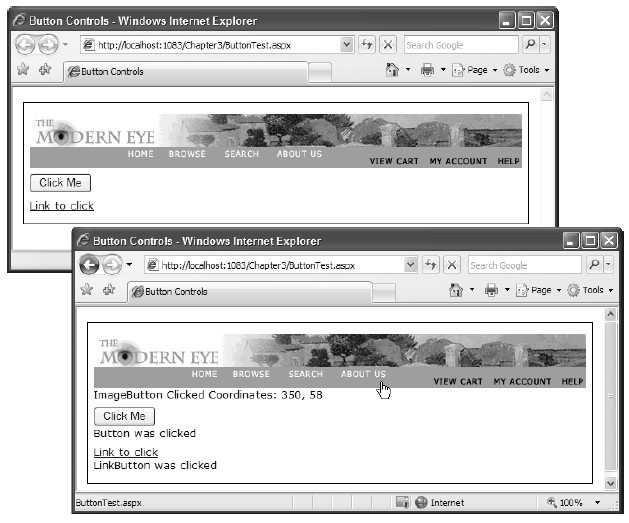 Button Controls - Windows Internet Explorer
http://localhost:1083/Chapter3/ButtonTest.aspx
Search Google
Button Controls
Page
Tools
THE
MODERN EYE
HOME BROWSE SEARCH ABOUT US
VIEW CART MY ACCOUNT HELP
Click Me
Link to click
Button Controls - Windows Internet Explorer
http://localhost:1083/Chapter3/ButtonTest.aspx
Search Google
Button Controls
Page
Tools
THE
MODERN EYE
HOME BROWSE SEARCH ABOUT US
VIEW CART MY ACCOUNT HELP
ImageButton Clicked Coordinates: 350, 58
Click Me
Button was clicked
Link to click
LinkButton was clicked
ButtonTest.aspx
Internet
100%